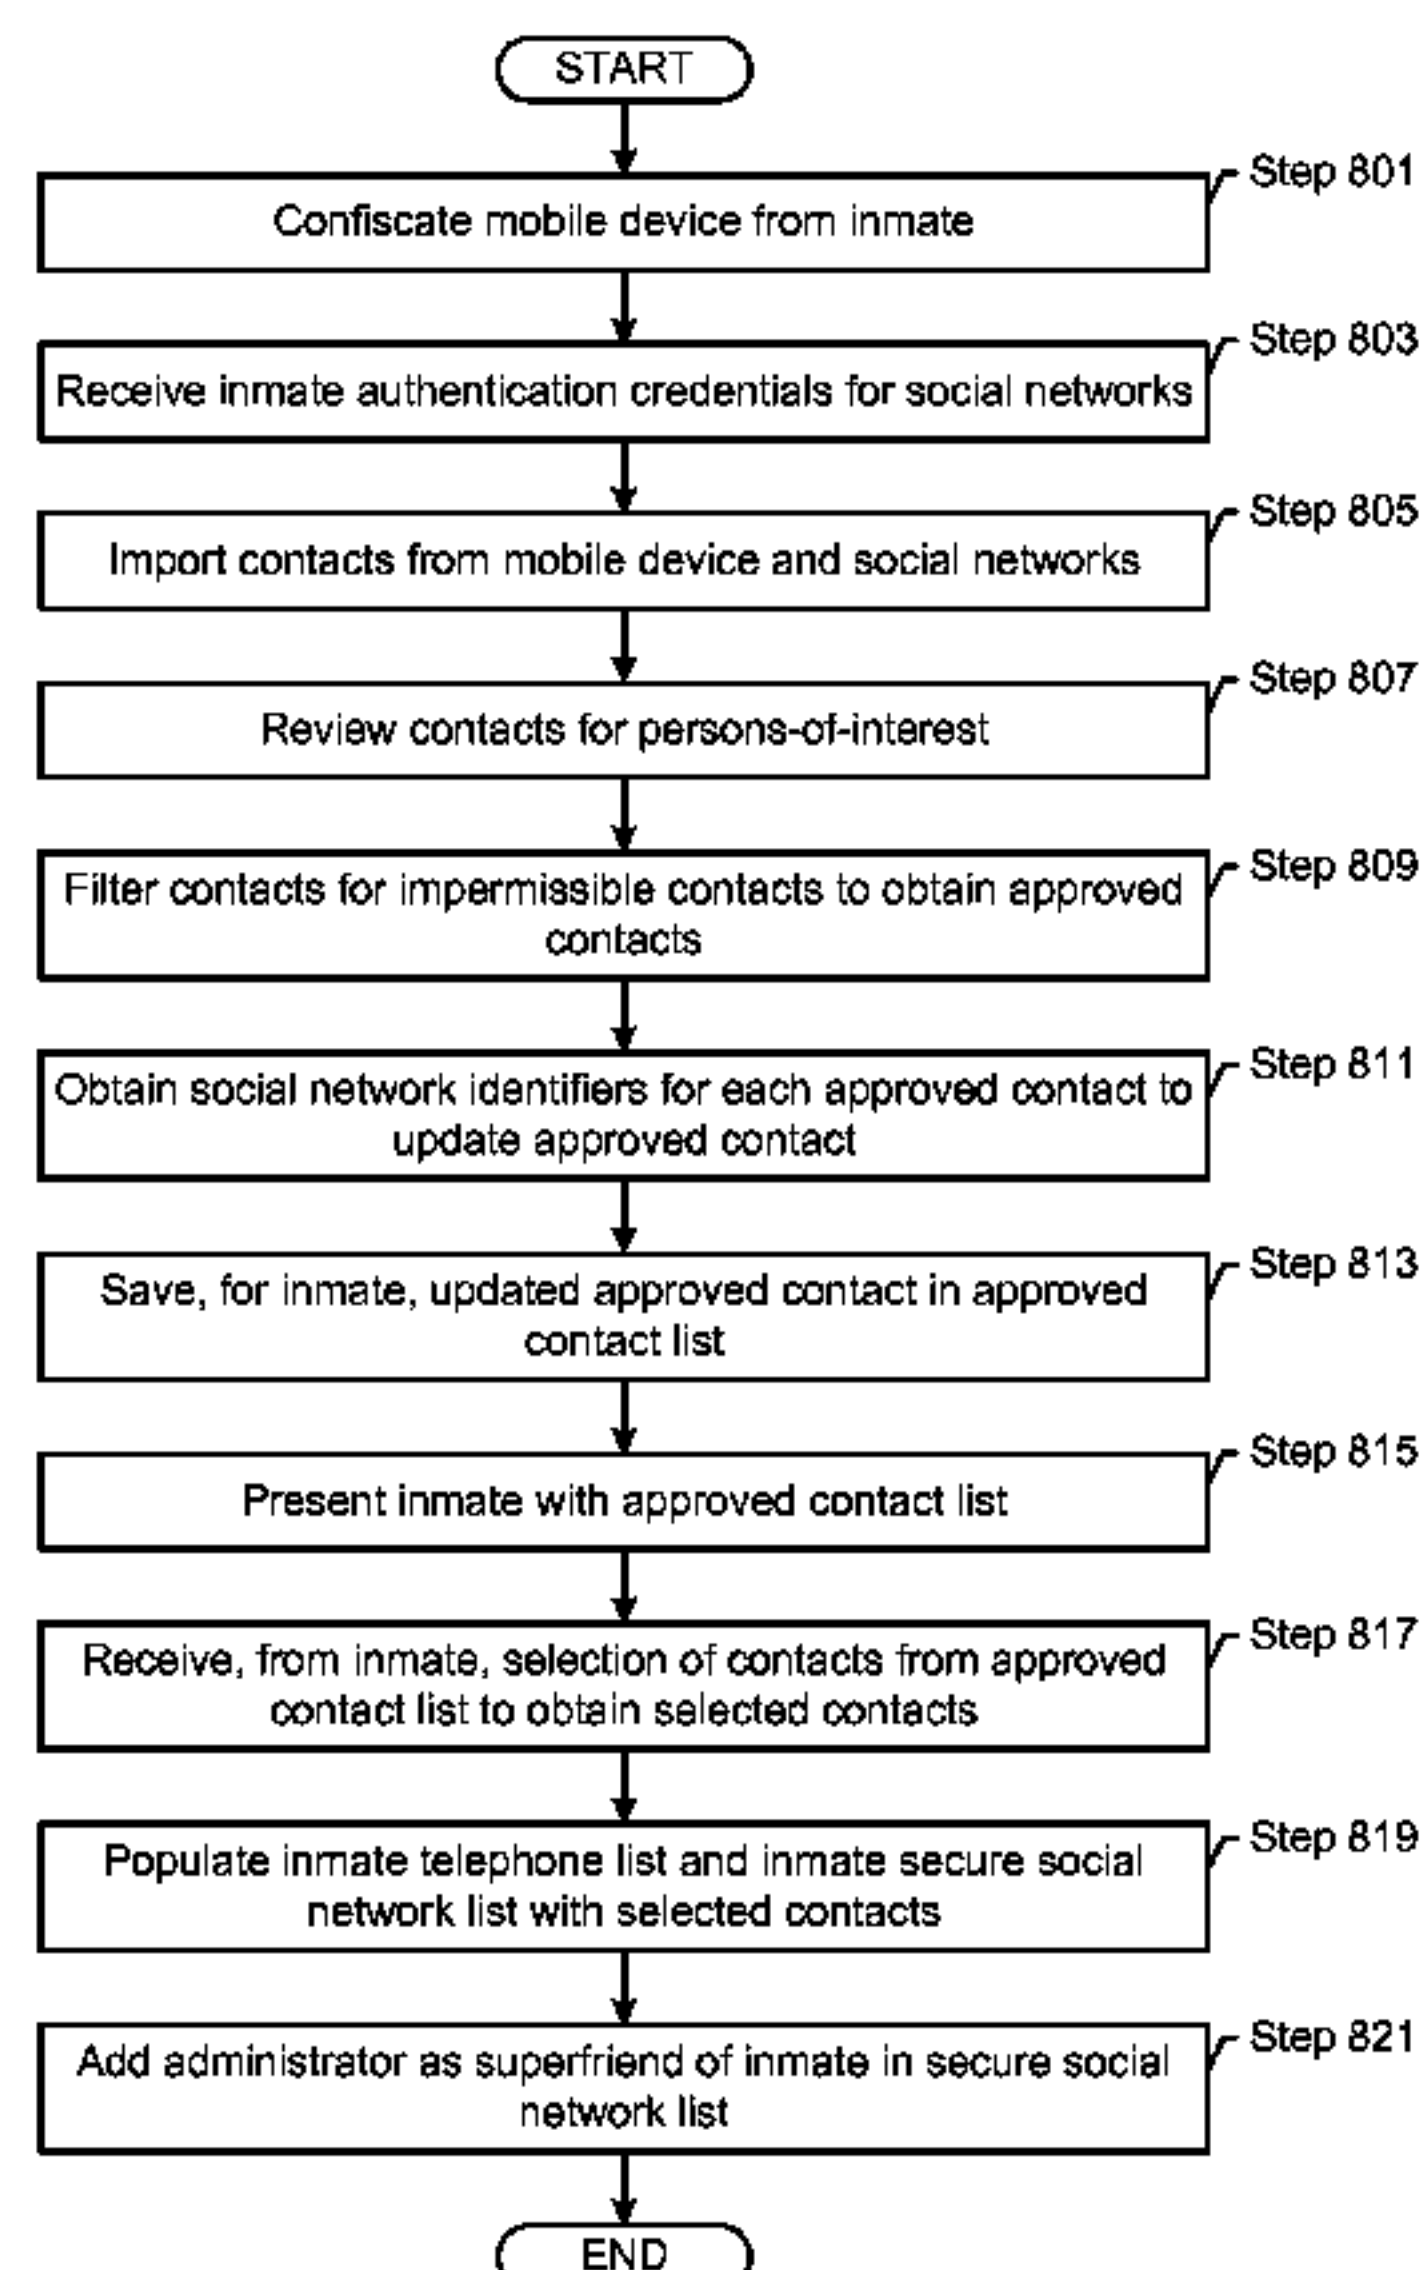 START
Step 801
Confiscate mobile device from inmate
Step 803
Receive inmate authentication credentials for social networks
Step 805
Import contacts from mobile device and social networks
Step 807
Review contacts for persons-of-interest
Step 809
Filter contacts for impermissible contacts to obtain approved
contacts
Step 811
Obtain social network identifiers for each approved contact to
update approved contact
Step 813
Save, for inmate, updated approved contact in approved
contact list
Step 815
Present inmate with approved contact list
Step 817
Receive, from inmate, selection of contacts from approved
contact list to obtain selected contacts
Step 819
Populate inmate telephone list and inmate secure social
network list with selected contacts
Step 821
Add administrator as superfriend of inmate in secure social
network list
END